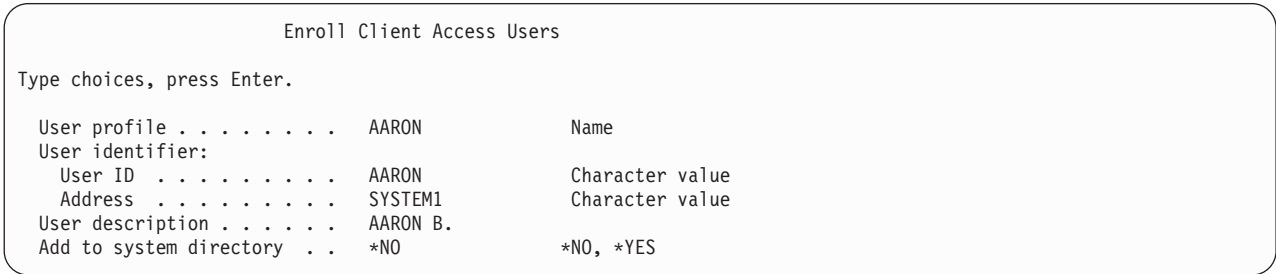 Enroll Client Access Users
Type choices, press Enter.
User profile . . . . . . . . AARON Name
User identifier:
User ID . . . . . . . . . AARON Character value
Address . . . . . . . . . SYSTEM1 Character value
User description . . . . . . AARON B.
Add to system directory . . *NO *NO, *YES